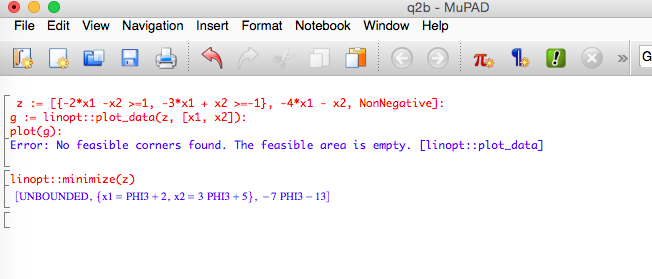 q2b - MuPAD
File Edit View Navigation Insert Format Notebook Window Help
π ¶ ! » G
z := [{-2*x1 -x2 >=1, -3*x1 + x2 >=-1}, -4*x1 - x2, NonNegative]:
g := linopt::plot_data(z, [x1, x2]):
plot(g):
Error: No feasible corners found. The feasible area is empty. [linopt::plot_data]
linopt::minimize(z)
[UNBOUNDED, {x1 = PHI3 + 2, x2 = 3 PHI3 + 5}, −7 PHI3 − 13]